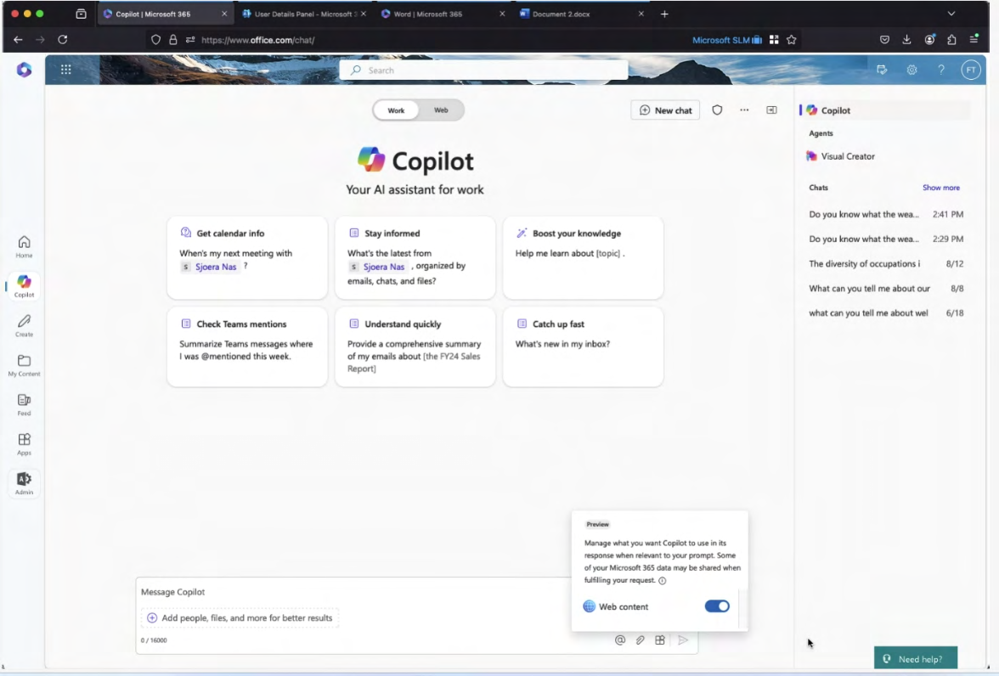 Copilot | Microsoft 365
User Details Panel - Microsoft 3
Word | Microsoft 365
Document 2.docx
https://www.office.com/chat/
Microsoft SLM
Search
FT
Work
Web
New chat
Copilot
Your AI assistant for work
Get calendar info
When's my next meeting with
S Sjoera Nas ?
Stay informed
What's the latest from
S Sjoera Nas , organized by
emails, chats, and files?
Boost your knowledge
Help me learn about [topic] .
Check Teams mentions
Summarize Teams messages where
I was @mentioned this week.
Understand quickly
Provide a comprehensive summary
of my emails about [the FY24 Sales
Report]
Catch up fast
What's new in my inbox?
Home
Copilot
Create
My Content
Feed
Apps
Admin
Preview
Manage what you want Copilot to use in its
response when relevant to your prompt. Some
of your Microsoft 365 data may be shared when
fulfilling your request.
Web content
Message Copilot
Add people, files, and more for better results
0 / 16000
Copilot
Agents
Visual Creator
Chats
Show more
Do you know what the wea... 2:41 PM
Do you know what the wea... 2:29 PM
The diversity of occupations i 8/12
What can you tell me about our 8/8
what can you tell me about wel 6/18
Need help?